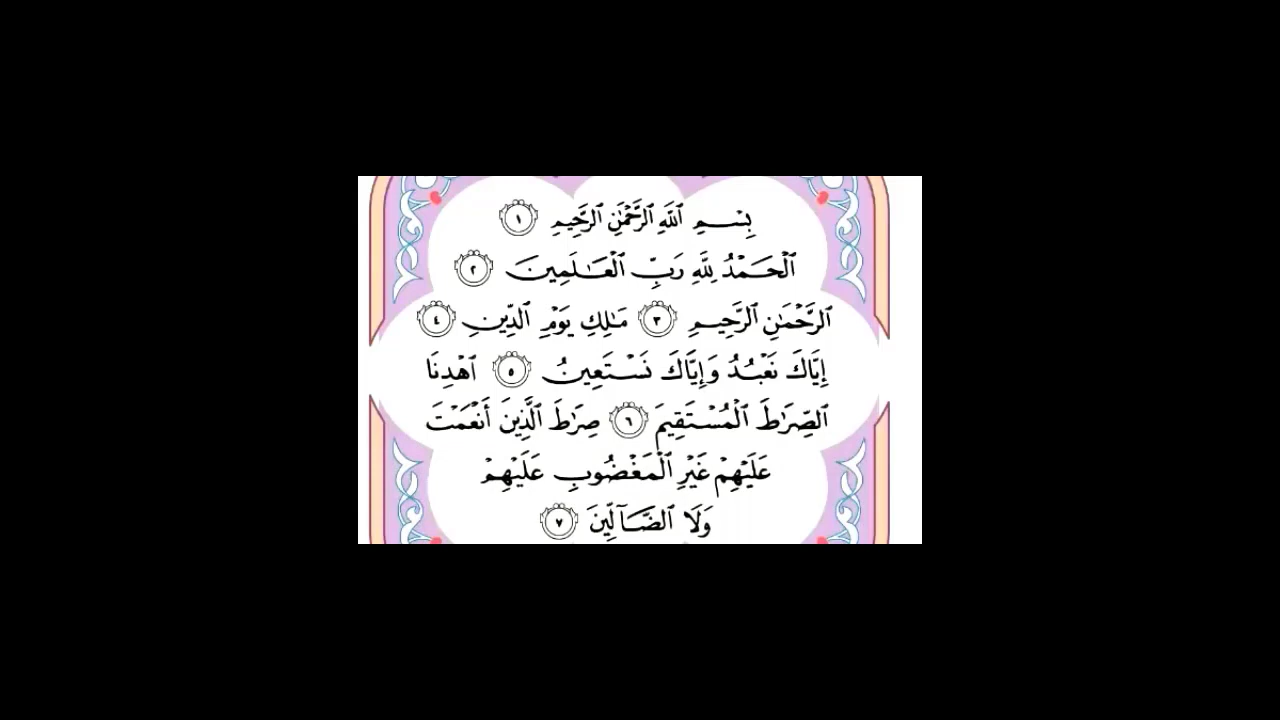 بِسْمِ ٱللَّهِ ٱلرَّحْمَٰنِ ٱلرَّحِيمِ ١
ٱلْحَمْدُ لِلَّهِ رَبِّ ٱلْعَٰلَمِينَ ٢
ٱلرَّحْمَٰنِ ٱلرَّحِيمِ ٣ مَٰلِكِ يَوْمِ ٱلدِّينِ ٤
إِيَّاكَ نَعْبُدُ وَإِيَّاكَ نَسْتَعِينُ ٥ ٱهْدِنَا
ٱلصِّرَٰطَ ٱلْمُسْتَقِيمَ ٦ صِرَٰطَ ٱلَّذِينَ أَنْعَمْتَ
عَلَيْهِمْ غَيْرِ ٱلْمَغْضُوبِ عَلَيْهِمْ
وَلَا ٱلضَّآلِّينَ ٧